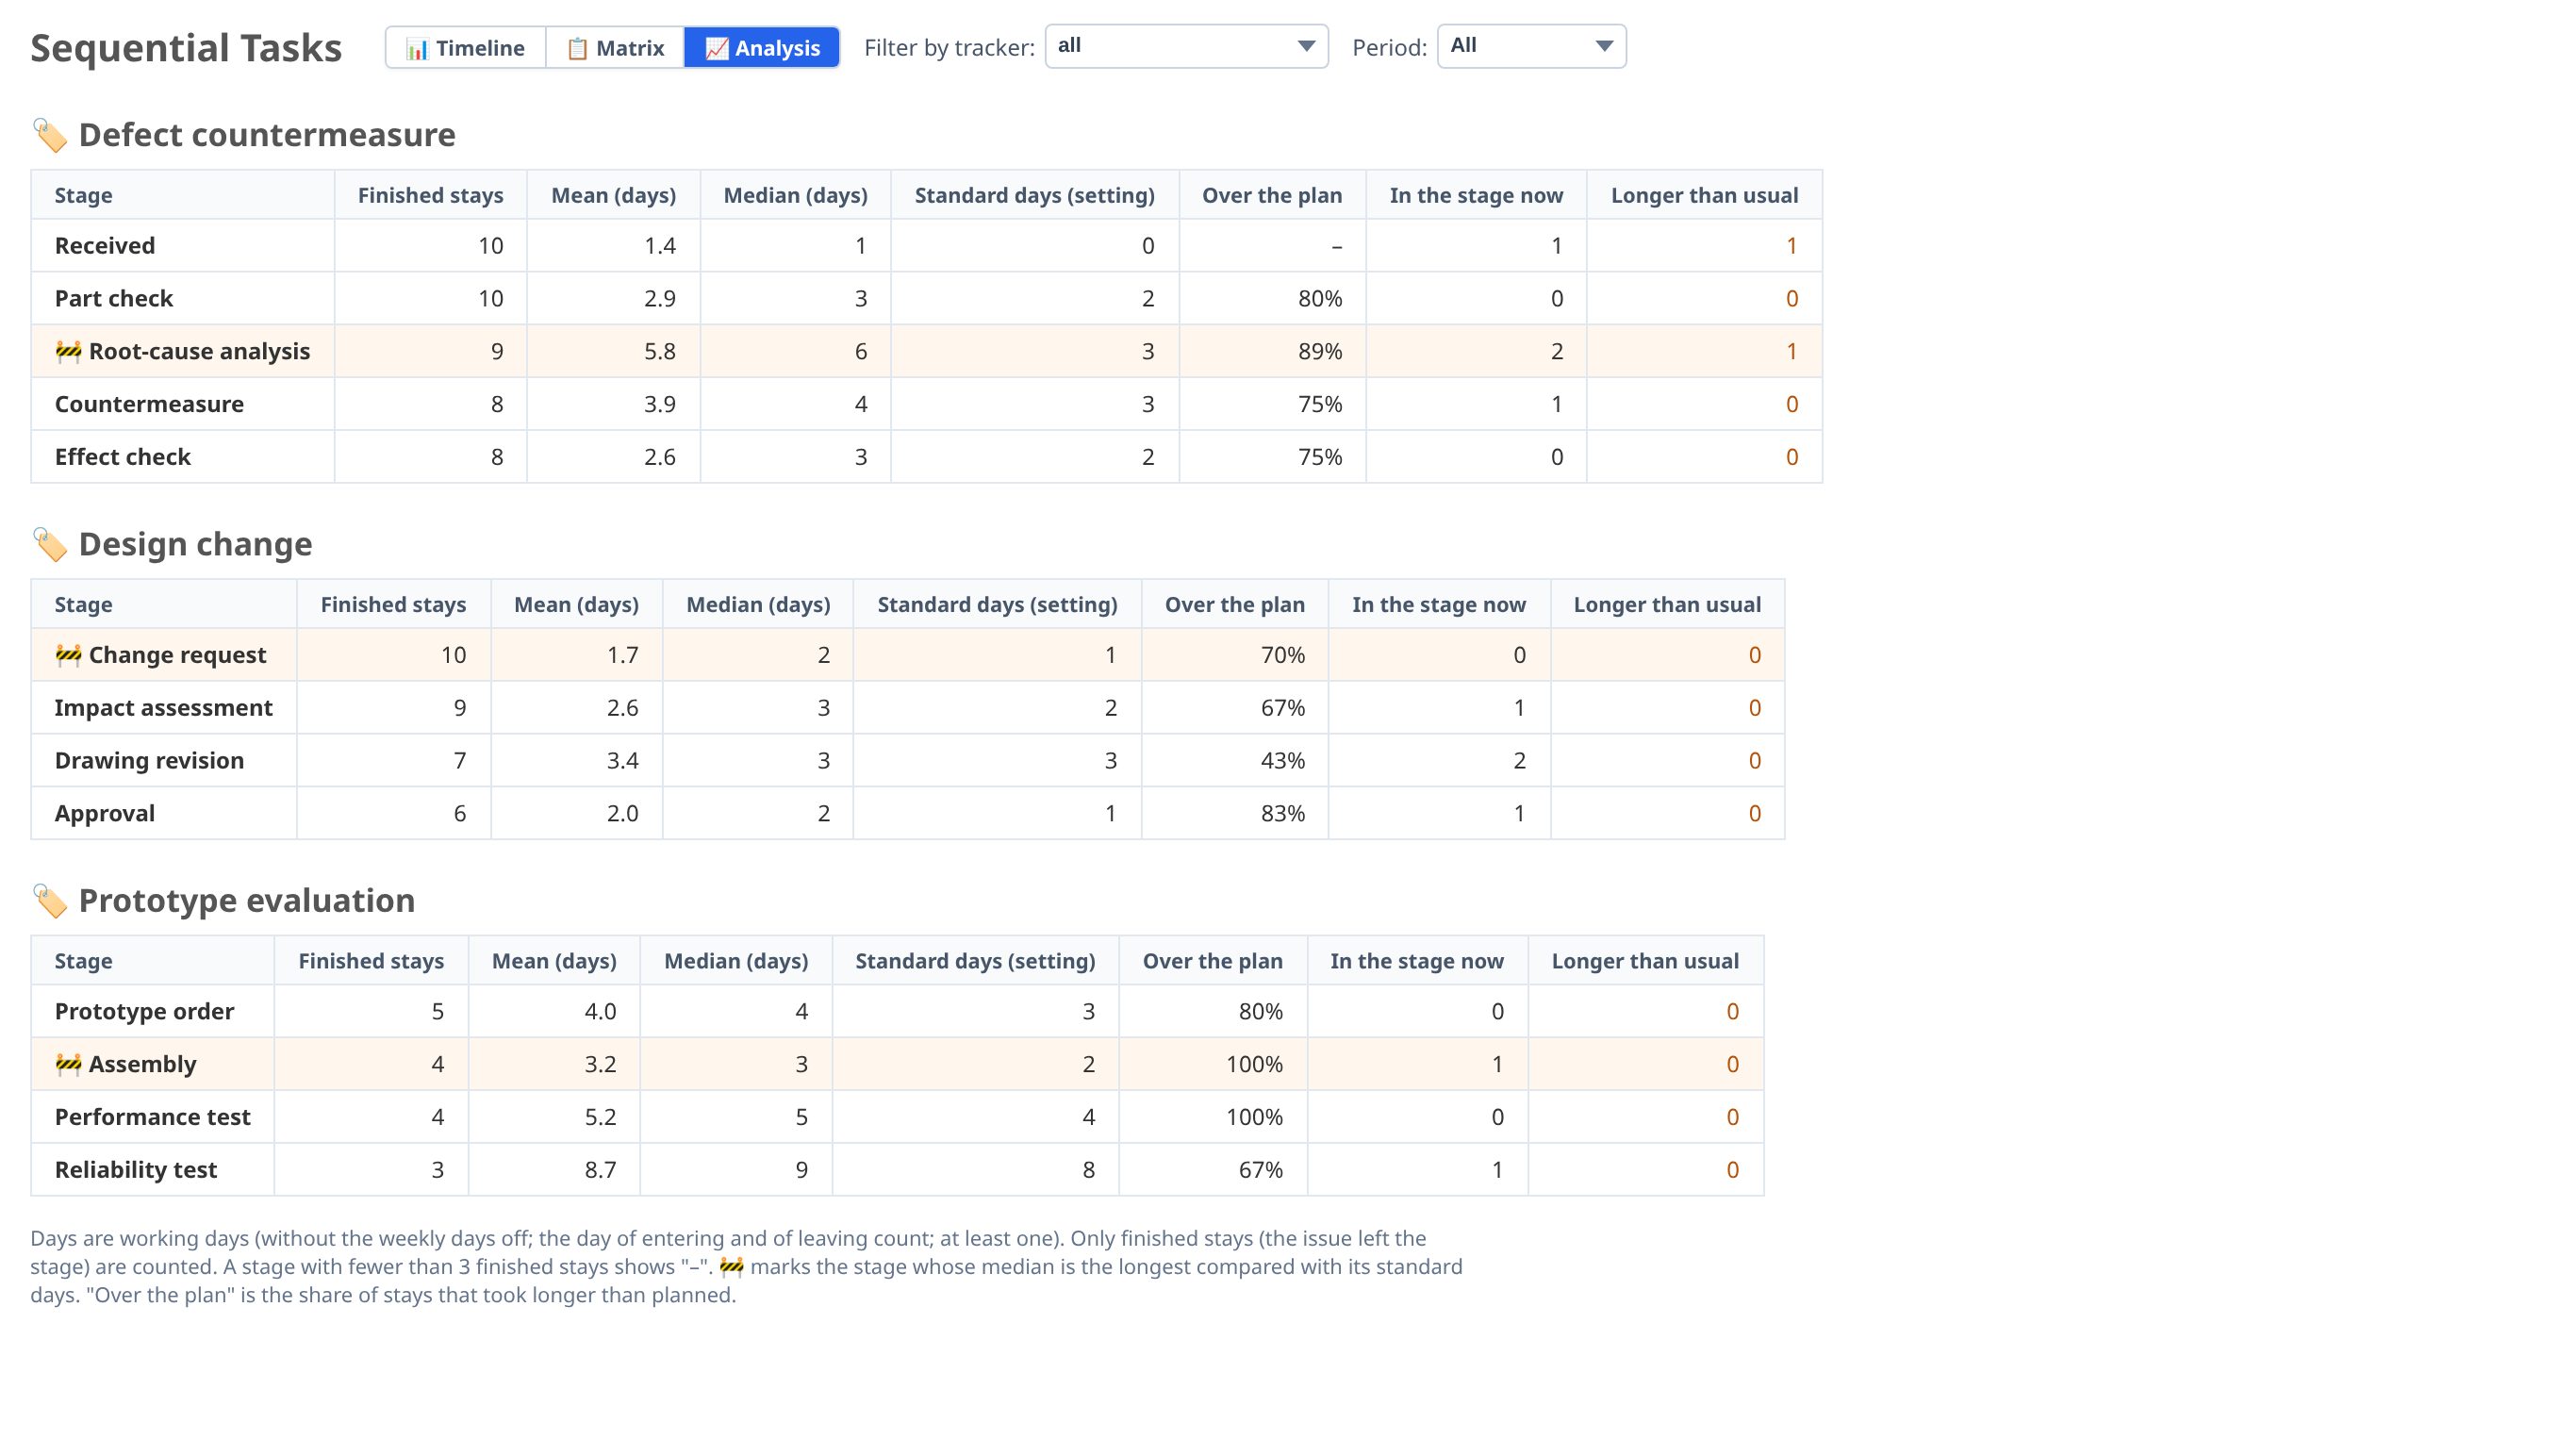 Sequential Tasks 📊 Timeline 📋 Matrix 📈 Analysis Filter by tracker: all Period: All
🏷️ Defect countermeasure
Stage Finished stays Mean (days) Median (days) Standard days (setting) Over the plan In the stage now Longer than usual
Received 10 1.4 1 0 – 1 1
Part check 10 2.9 3 2 80% 0 0
🚧 Root-cause analysis 9 5.8 6 3 89% 2 1
Countermeasure 8 3.9 4 3 75% 1 0
Effect check 8 2.6 3 2 75% 0 0
🏷️ Design change
Stage Finished stays Mean (days) Median (days) Standard days (setting) Over the plan In the stage now Longer than usual
🚧 Change request 10 1.7 2 1 70% 0 0
Impact assessment 9 2.6 3 2 67% 1 0
Drawing revision 7 3.4 3 3 43% 2 0
Approval 6 2.0 2 1 83% 1 0
🏷️ Prototype evaluation
Stage Finished stays Mean (days) Median (days) Standard days (setting) Over the plan In the stage now Longer than usual
Prototype order 5 4.0 4 3 80% 0 0
🚧 Assembly 4 3.2 3 2 100% 1 0
Performance test 4 5.2 5 4 100% 0 0
Reliability test 3 8.7 9 8 67% 1 0
Days are working days (without the weekly days off; the day of entering and of leaving count; at least one). Only finished stays (the issue left the
stage) are counted. A stage with fewer than 3 finished stays shows "–". 🚧 marks the stage whose median is the longest compared with its standard
days. "Over the plan" is the share of stays that took longer than planned.